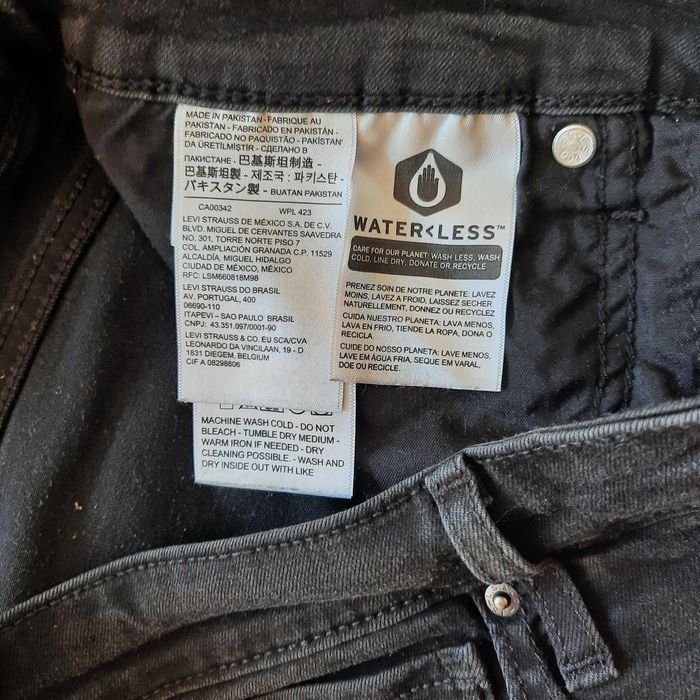 MADE IN PAKISTAN - FABRIQUE AU
PAKISTAN - FABRICADO EN PAKISTÁN -
FABRICADO NO PAQUISTÃO - PAKİSTAN'
DA ÜRETİLMİŞTİR - СДЕЛАНО В
ПАКИСТАНЕ - 巴基斯坦制造 -
巴基斯坦製 - 제조국 : 파키스탄 -
パキスタン製 - BUATAN PAKISTAN
CA00342 WPL 423
LEVI STRAUSS DE MÉXICO S.A. DE C.V.
BLVD. MIGUEL DE CERVANTES SAAVEDRA
NO. 301, TORRE NORTE PISO 7
COL. AMPLIACIÓN GRANADA C.P. 11529
ALCALDÍA, MIGUEL HIDALGO
CIUDAD DE MÉXICO, MÉXICO
RFC: LSM660818M98
LEVI STRAUSS DO BRASIL
AV. PORTUGAL, 400
06690-110
ITAPEVI – SAO PAULO BRASIL
CNPJ: 43.351.097/0001-90
LEVI STRAUSS & CO. EU SCA/CVA
LEONARDO DA VINCILAAN, 19 - D
1831 DIEGEM, BELGIUM
CIF A 08298606
MACHINE WASH COLD - DO NOT
BLEACH - TUMBLE DRY MEDIUM -
WARM IRON IF NEEDED - DRY
CLEANING POSSIBLE. - WASH AND
DRY INSIDE OUT WITH LIKE
WATER<LESS™
CARE FOR OUR PLANET: WASH LESS, WASH
COLD, LINE DRY, DONATE OR RECYCLE
PRENEZ SOIN DE NOTRE PLANETE: LAVEZ
MOINS, LAVEZ A FROID, LAISSEZ SECHER
NATURELLEMENT, DONNEZ OU RECYCLEZ
CUIDA NUESTRO PLANETA: LAVA MENOS,
LAVA EN FRIO, TIENDE LA ROPA, DONA O
RECICLA.
CUIDE DO NOSSO PLANETA: LAVE MENOS,
LAVE EM ÁGUA FRIA, SEQUE EM VARAL,
DOE OU RECICLE.